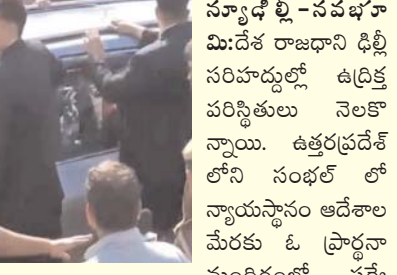 న్యూఢిల్లీ –నవభూ
మి:దేశ రాజధాని ఢిల్లీ
సరిహద్దుల్లో ఉద్రిక్త
పరిస్థితులు నెలకొ
న్నాయి. ఉత్తరప్రదేశ్
లోని సంభల్ లో
న్యాయస్థానం ఆదేశాల
మేరకు ఓ ప్రార్థనా